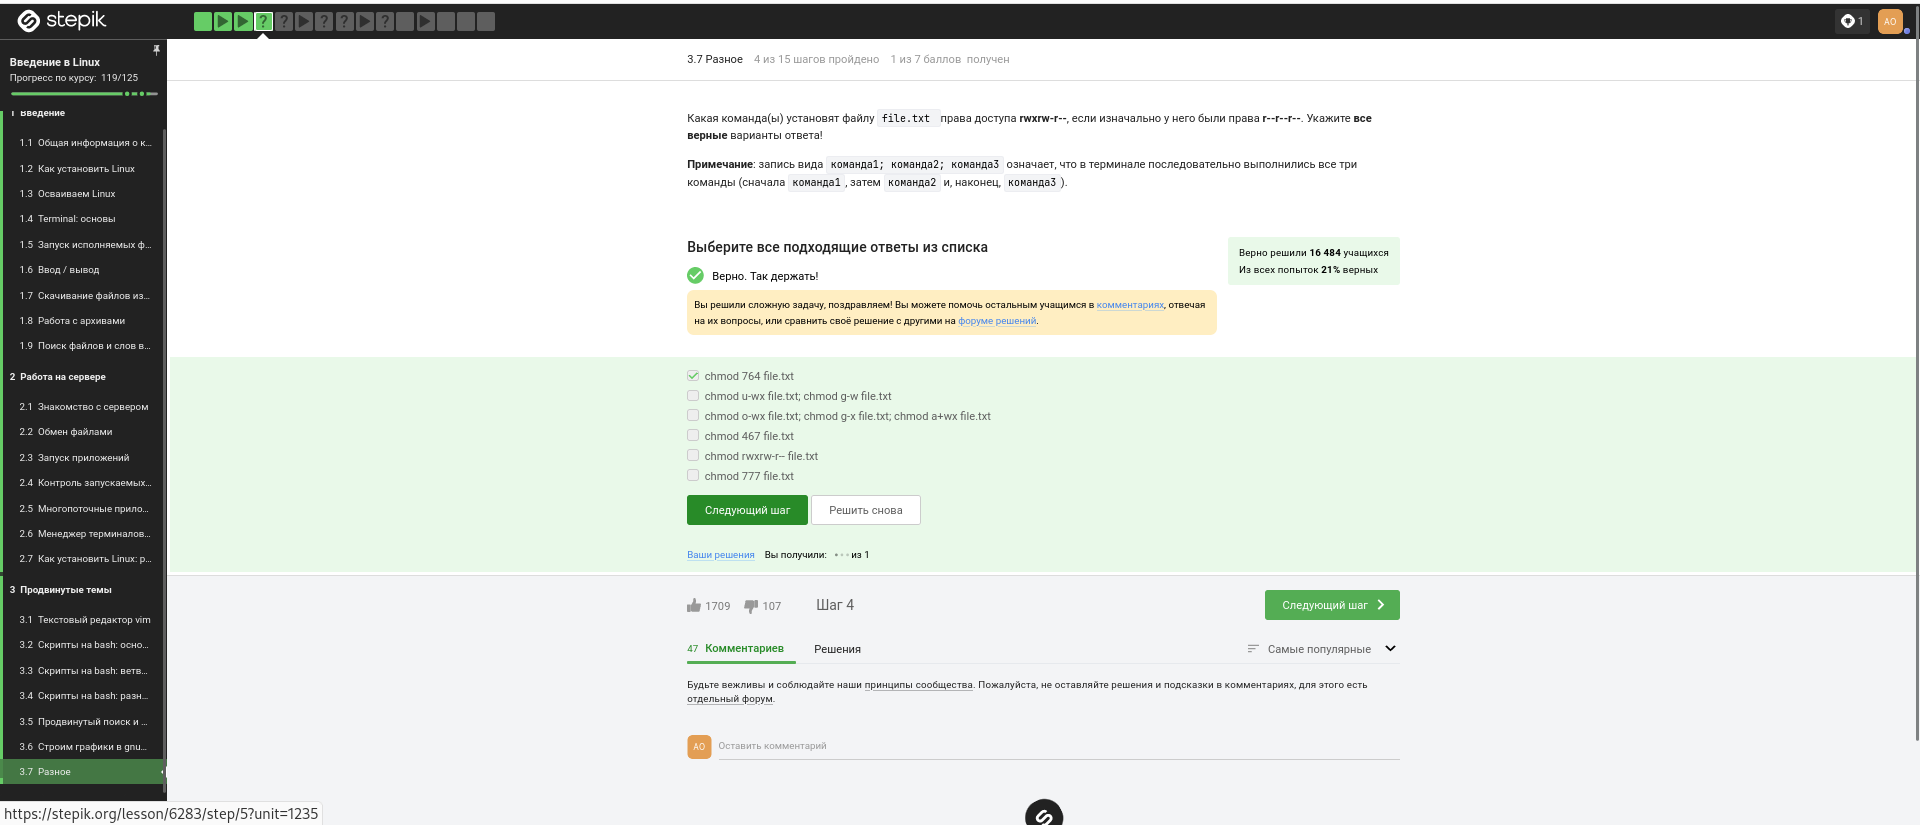 stepik
? ? ? ? ?
1
АО
Введение в Linux
Прогресс по курсу: 119/125
1 Введение
1.1 Общая информация о к...
1.2 Как установить Linux
1.3 Осваиваем Linux
1.4 Terminal: основы
1.5 Запуск исполняемых ф...
1.6 Ввод / вывод
1.7 Скачивание файлов из...
1.8 Работа с архивами
1.9 Поиск файлов и слов в...
2 Работа на сервере
2.1 Знакомство с сервером
2.2 Обмен файлами
2.3 Запуск приложений
2.4 Контроль запускаемых...
2.5 Многопоточные прило...
2.6 Менеджер терминалов...
2.7 Как установить Linux: р...
3 Продвинутые темы
3.1 Текстовый редактор vim
3.2 Скрипты на bash: осно...
3.3 Скрипты на bash: ветв...
3.4 Скрипты на bash: разн...
3.5 Продвинутый поиск и ...
3.6 Строим графики в gnu...
3.7 Разное
https://stepik.org/lesson/6283/step/5?unit=1235
3.7 Разное 4 из 15 шагов пройдено 1 из 7 баллов получен
Какая команда(ы) установят файлу file.txt права доступа rwxrw-r--, если изначально у него были права r--r--r--. Укажите все
верные варианты ответа!
Примечание: запись вида команда1; команда2; команда3 означает, что в терминале последовательно выполнились все три
команды (сначала команда1 , затем команда2 и, наконец, команда3 ).
Выберите все подходящие ответы из списка
Верно решили 16 484 учащихся
Из всех попыток 21% верных
Верно. Так держать!
Вы решили сложную задачу, поздравляем! Вы можете помочь остальным учащимся в комментариях, отвечая
на их вопросы, или сравнить своё решение с другими на форуме решений.
chmod 764 file.txt
chmod u-wx file.txt; chmod g-w file.txt
chmod o-wx file.txt; chmod g-x file.txt; chmod a+wx file.txt
chmod 467 file.txt
chmod rwxrw-r-- file.txt
chmod 777 file.txt
Следующий шаг Решить снова
Ваши решения Вы получили: из 1
1709 107 Шаг 4 Следующий шаг
47 Комментариев Решения Самые популярные
Будьте вежливы и соблюдайте наши принципы сообщества. Пожалуйста, не оставляйте решения и подсказки в комментариях, для этого есть
отдельный форум.
АО Оставить комментарий